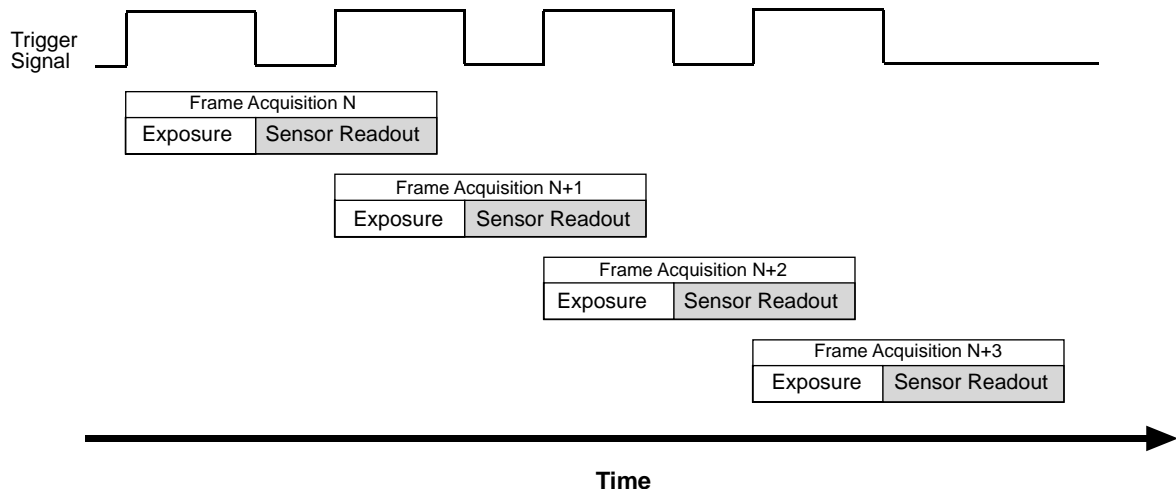 Trigger
Signal
Frame Acquisition N
Exposure Sensor Readout
Frame Acquisition N+1
Exposure Sensor Readout
Frame Acquisition N+2
Exposure Sensor Readout
Frame Acquisition N+3
Exposure Sensor Readout
Time